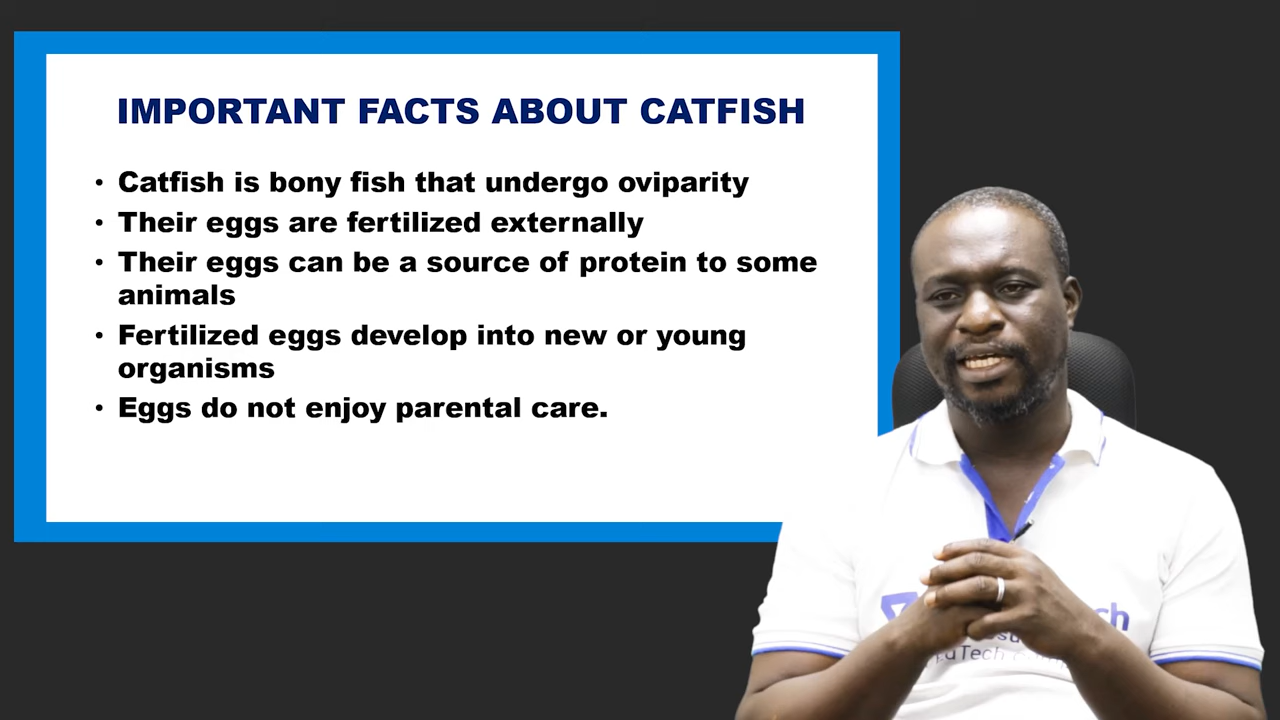 IMPORTANT FACTS ABOUT CATFISH
• Catfish is bony fish that undergo oviparity
• Their eggs are fertilized externally
• Their eggs can be a source of protein to some
animals
• Fertilized eggs develop into new or young
organisms
• Eggs do not enjoy parental care.